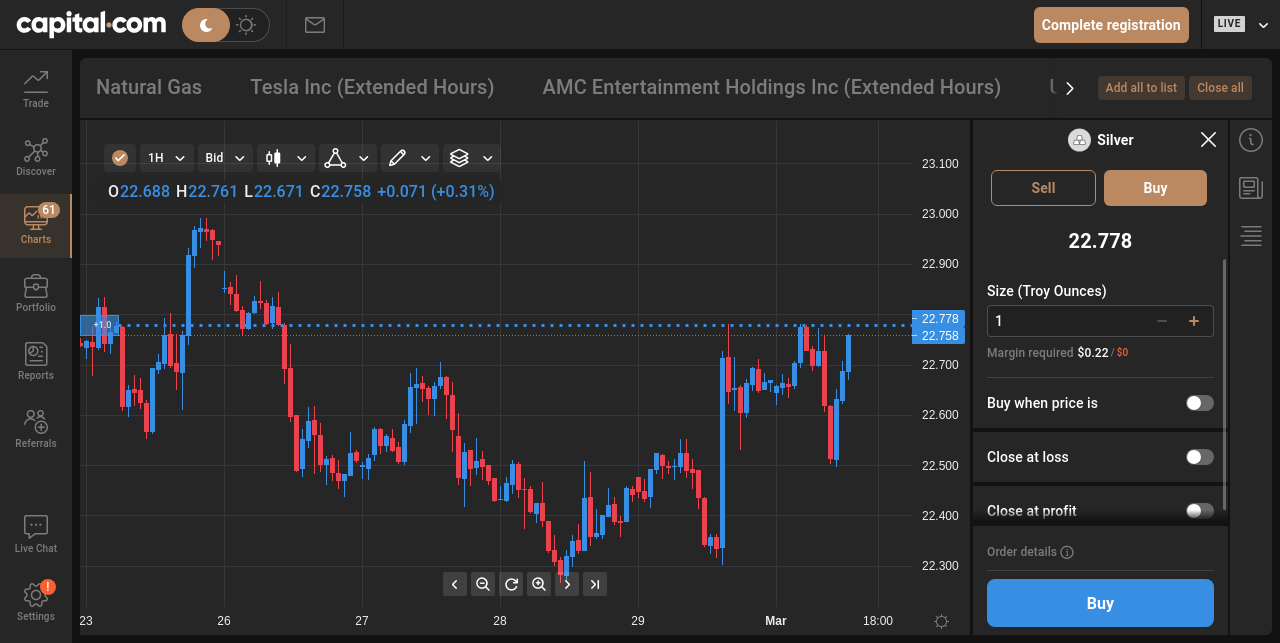 capital.com
Complete registration
LIVE
Trade
Discover
61
Charts
Portfolio
Reports
Referrals
Live Chat
!
Settings
Natural Gas
Tesla Inc (Extended Hours)
AMC Entertainment Holdings Inc (Extended Hours)
Add all to list
Close all
1H
Bid
O22.688 H22.761 L22.671 C22.758 +0.071 (+0.31%)
+1.0
23.100
23.000
22.900
22.778
22.758
22.700
22.600
22.500
22.400
22.300
23
26
27
28
29
Mar
18:00
Silver
Sell
Buy
22.778
Size (Troy Ounces)
1
Margin required $0.22 / $0
Buy when price is
Close at loss
Close at profit
Order details
Buy